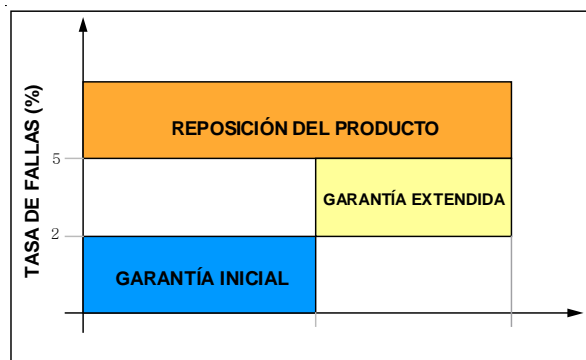 TASA DE FALLAS (%)
REPOSICIÓN DEL PRODUCTO
5
GARANTÍA EXTENDIDA
2
GARANTÍA INICIAL